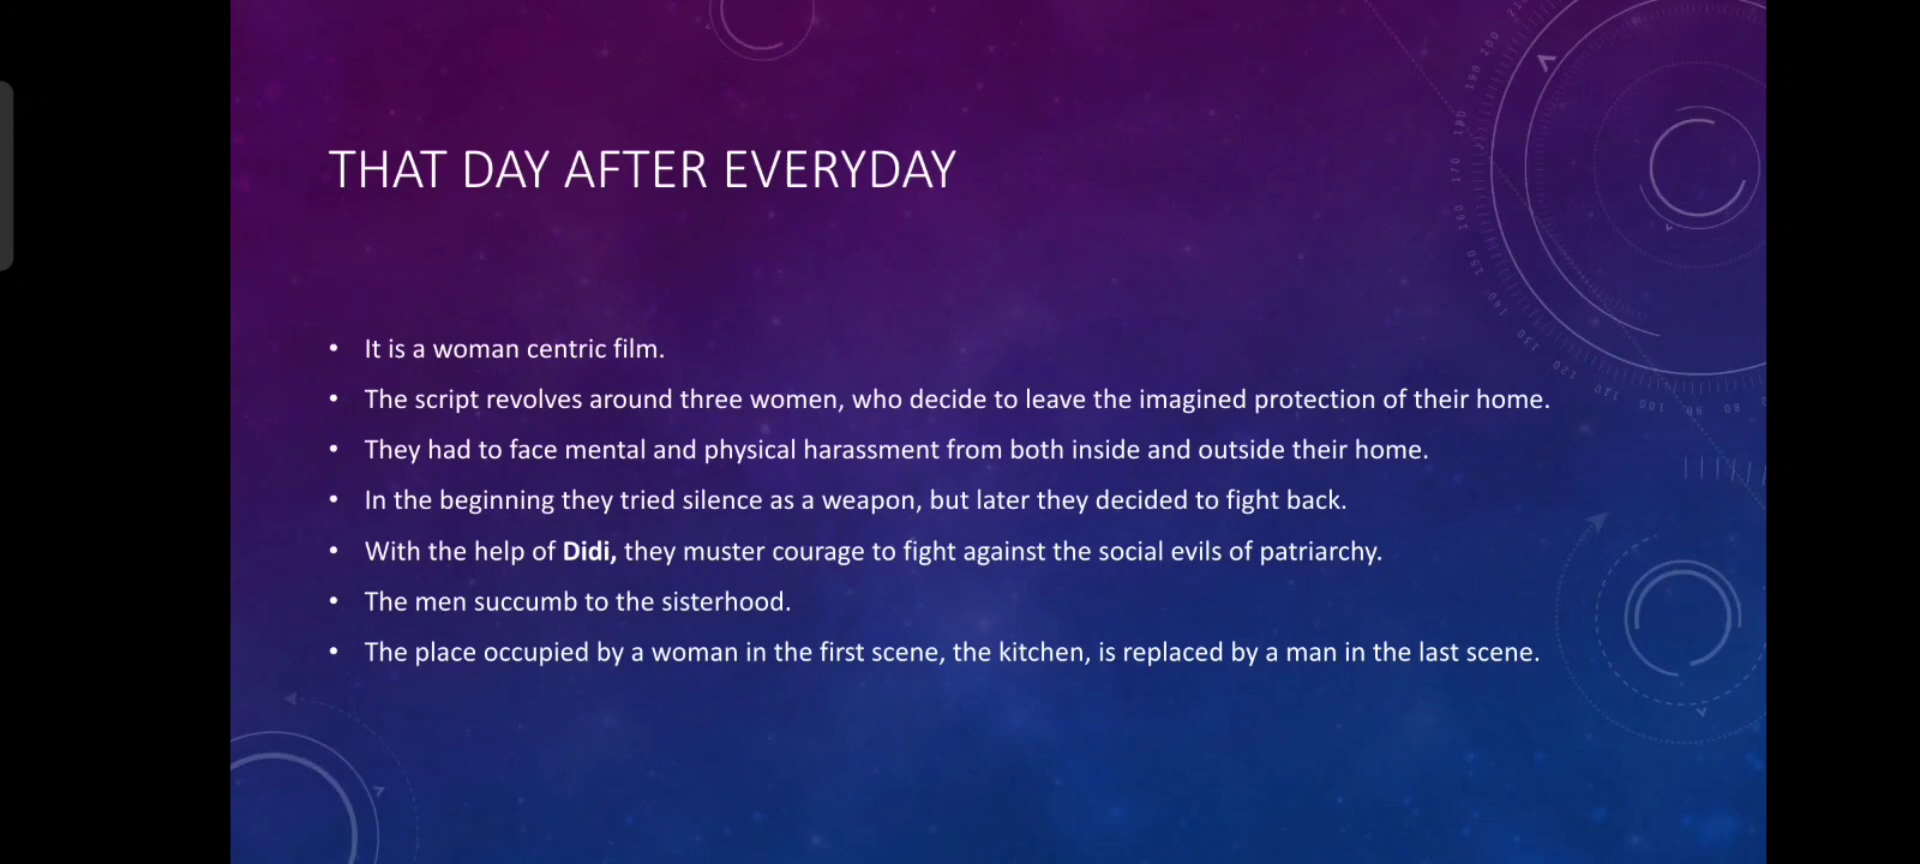 THAT DAY AFTER EVERYDAY
• It is a woman centric film.
• The script revolves around three women, who decide to leave the imagined protection of their home.
• They had to face mental and physical harassment from both inside and outside their home.
• In the beginning they tried silence as a weapon, but later they decided to fight back.
• With the help of Didi, they muster courage to fight against the social evils of patriarchy.
• The men succumb to the sisterhood.
• The place occupied by a woman in the first scene, the kitchen, is replaced by a man in the last scene.